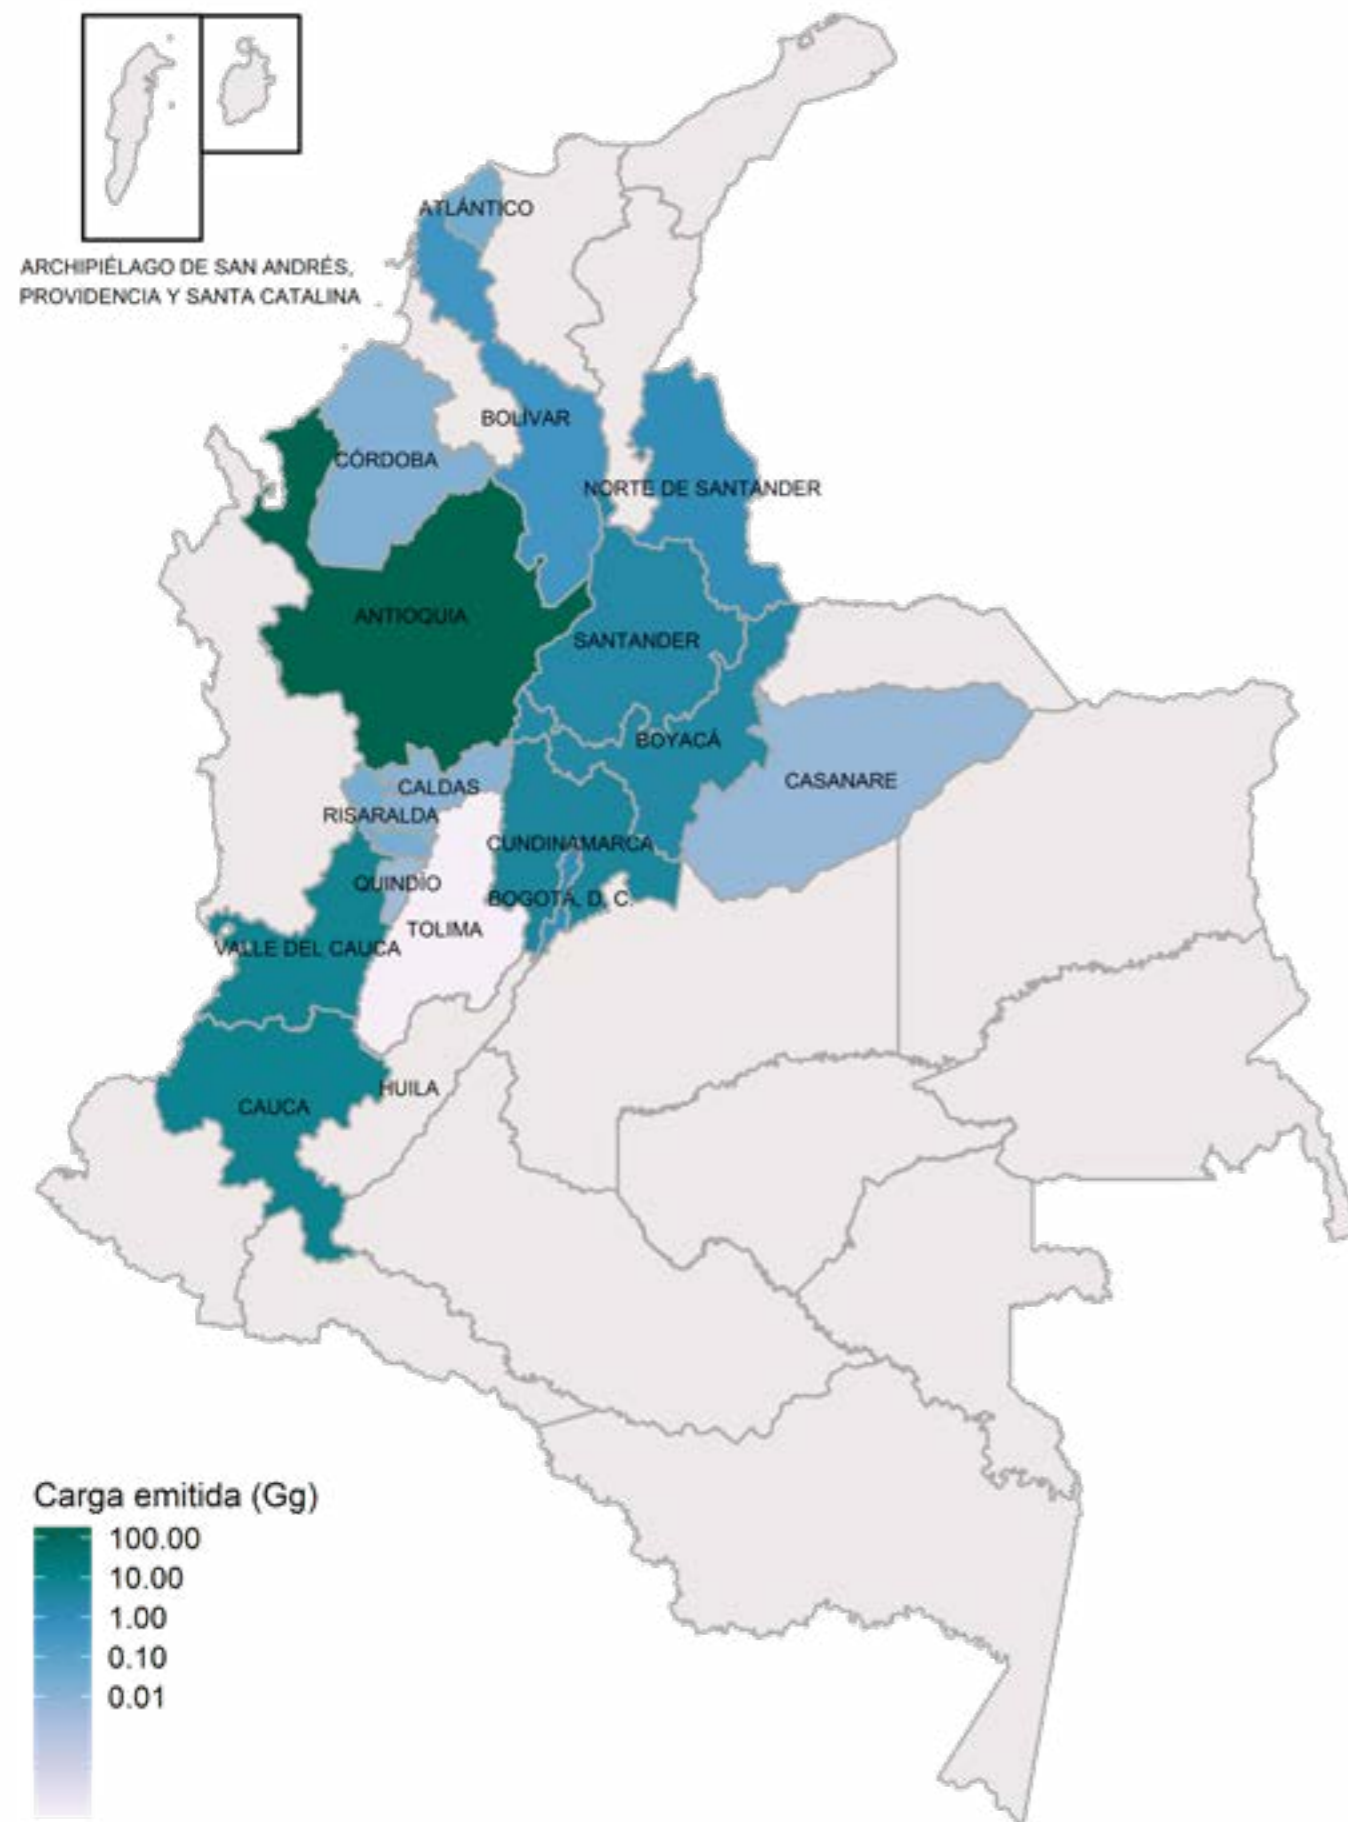 ARCHIPIÉLAGO DE SAN ANDRÉS,
PROVIDENCIA Y SANTA CATALINA
ATLÁNTICO
BOLÍVAR
CÓRDOBA
NORTE DE SANTANDER
ANTIOQUIA
SANTANDER
BOYACÁ
CASANARE
CALDAS
RISARALDA
CUNDINAMARCA
QUINDÍO
BOGOTÁ, D. C.
TOLIMA
VALLE DEL CAUCA
HUILA
CAUCA
Carga emitida (Gg)
100.00
10.00
1.00
0.10
0.01